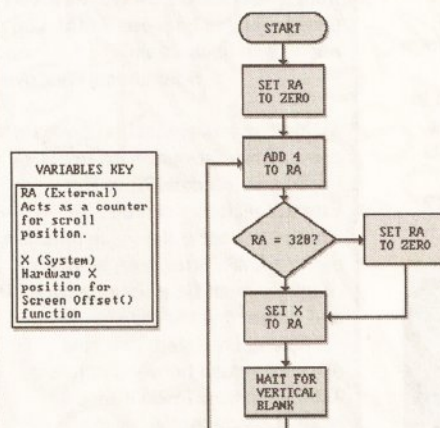 START
SET RA
TO ZERO
ADD 4
TO RA
VARIABLES KEY
RA (External)
Acts as a counter
for scroll
position.
X (System)
Hardware X
position for
Screen Offset()
function
RA = 320?
SET RA
TO ZERO
SET X
TO RA
WAIT FOR
VERTICAL
BLANK